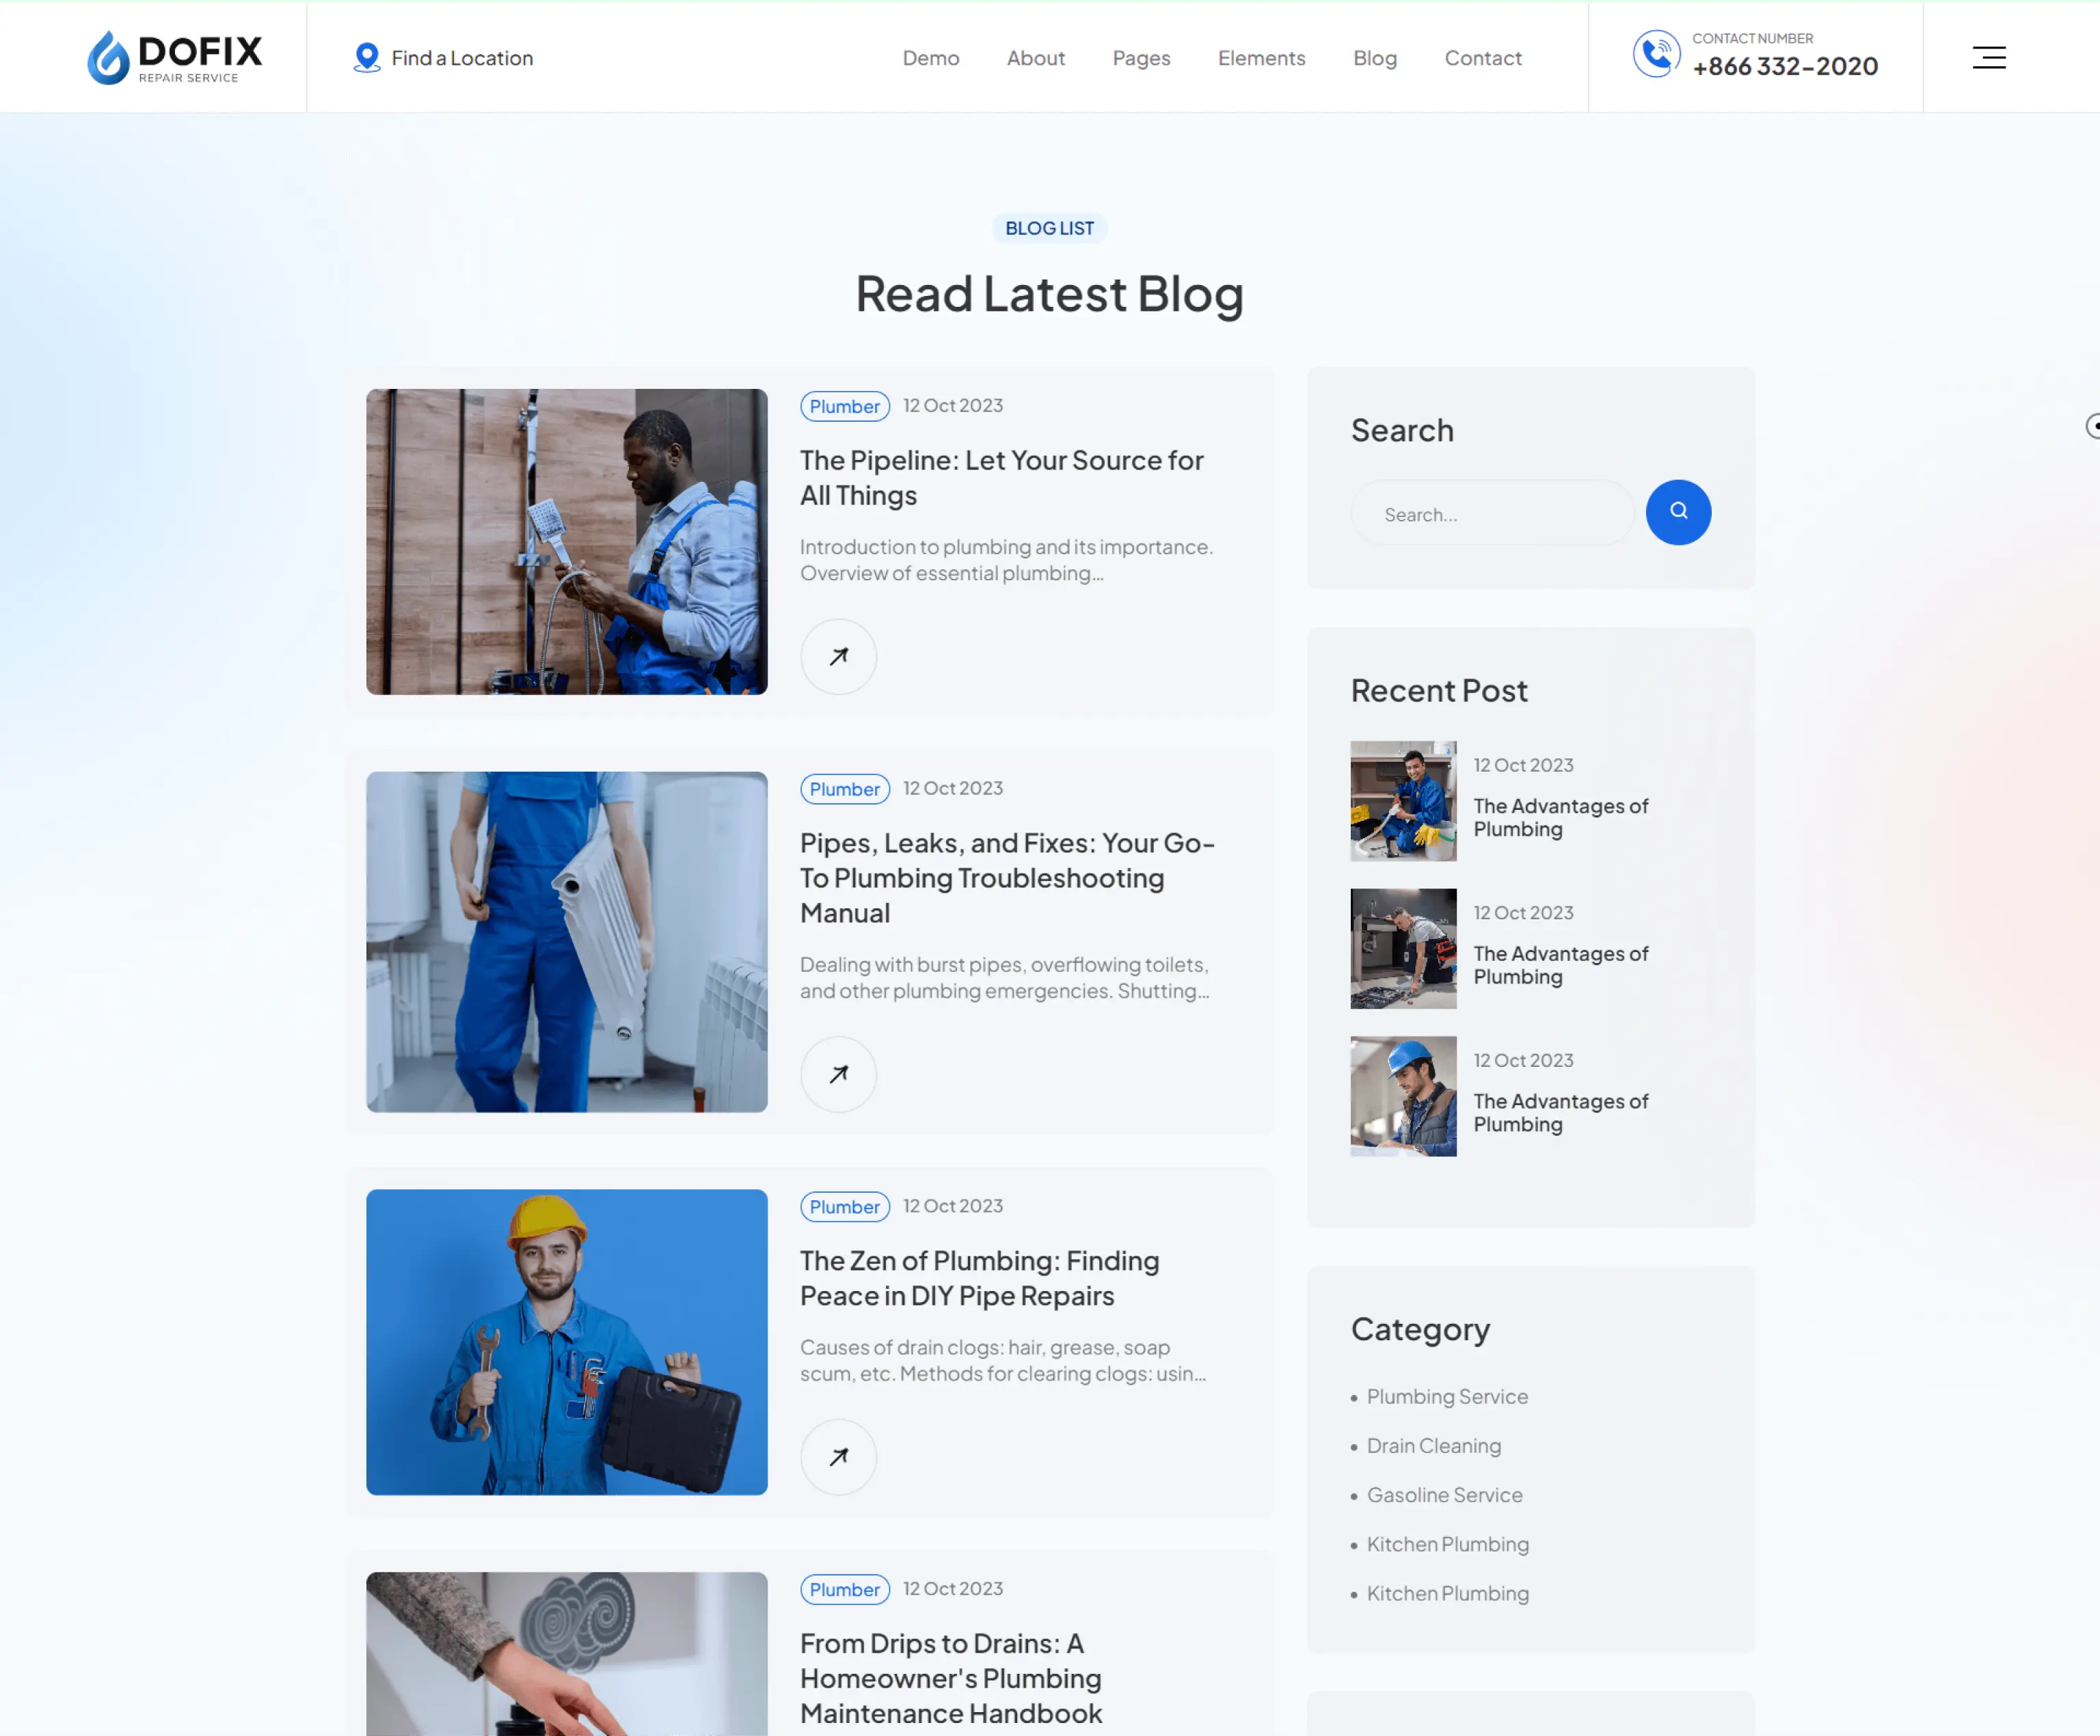 DOFIX
REPAIR SERVICE
Find a Location
Demo
About
Pages
Elements
Blog
Contact
CONTACT NUMBER
+866 332-2020
BLOG LIST
Read Latest Blog
Plumber
12 Oct 2023
The Pipeline: Let Your Source for
All Things
Introduction to plumbing and its importance.
Overview of essential plumbing...
Plumber
12 Oct 2023
Pipes, Leaks, and Fixes: Your Go-
To Plumbing Troubleshooting
Manual
Dealing with burst pipes, overflowing toilets,
and other plumbing emergencies. Shutting...
Plumber
12 Oct 2023
The Zen of Plumbing: Finding
Peace in DIY Pipe Repairs
Causes of drain clogs: hair, grease, soap
scum, etc. Methods for clearing clogs: usin...
Plumber
12 Oct 2023
From Drips to Drains: A
Homeowner's Plumbing
Maintenance Handbook
Search
Search...
Recent Post
12 Oct 2023
The Advantages of
Plumbing
12 Oct 2023
The Advantages of
Plumbing
12 Oct 2023
The Advantages of
Plumbing
Category
Plumbing Service
Drain Cleaning
Gasoline Service
Kitchen Plumbing
Kitchen Plumbing